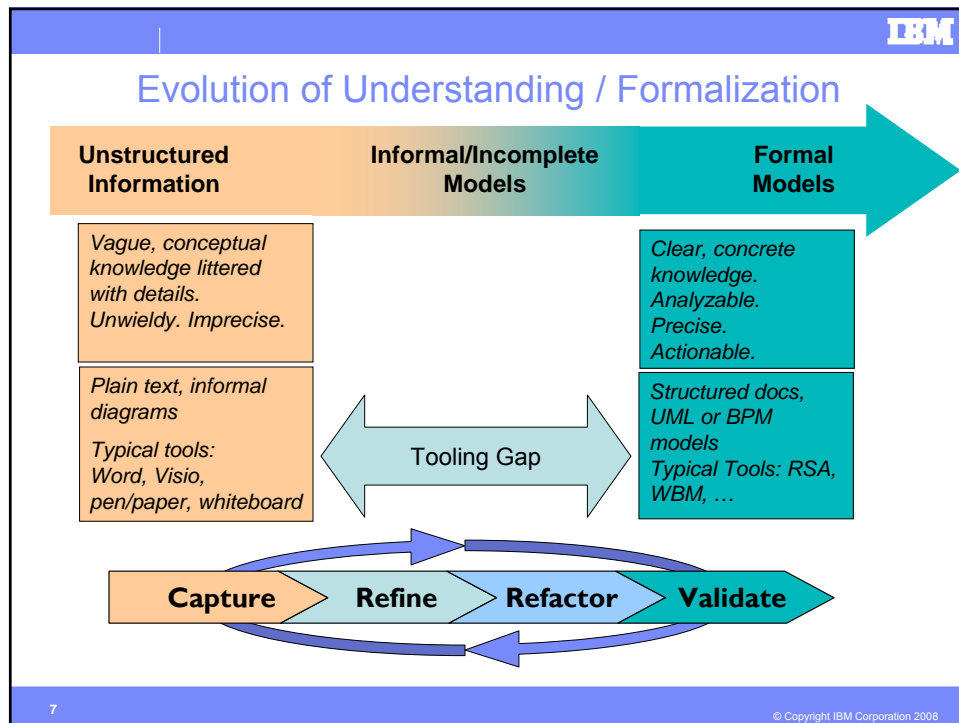 IBM
Evolution of Understanding / Formalization
Unstructured
Information
Informal/Incomplete
Models
Formal
Models
Vague, conceptual
knowledge littered
with details.
Unwieldy. Imprecise.
Clear, concrete
knowledge.
Analyzable.
Precise.
Actionable.
Plain text, informal
diagrams
Typical tools:
Word, Visio,
pen/paper, whiteboard
Tooling Gap
Structured docs,
UML or BPM
models
Typical Tools: RSA,
WBM, …
Capture
Refine
Refactor
Validate
7
© Copyright IBM Corporation 2008